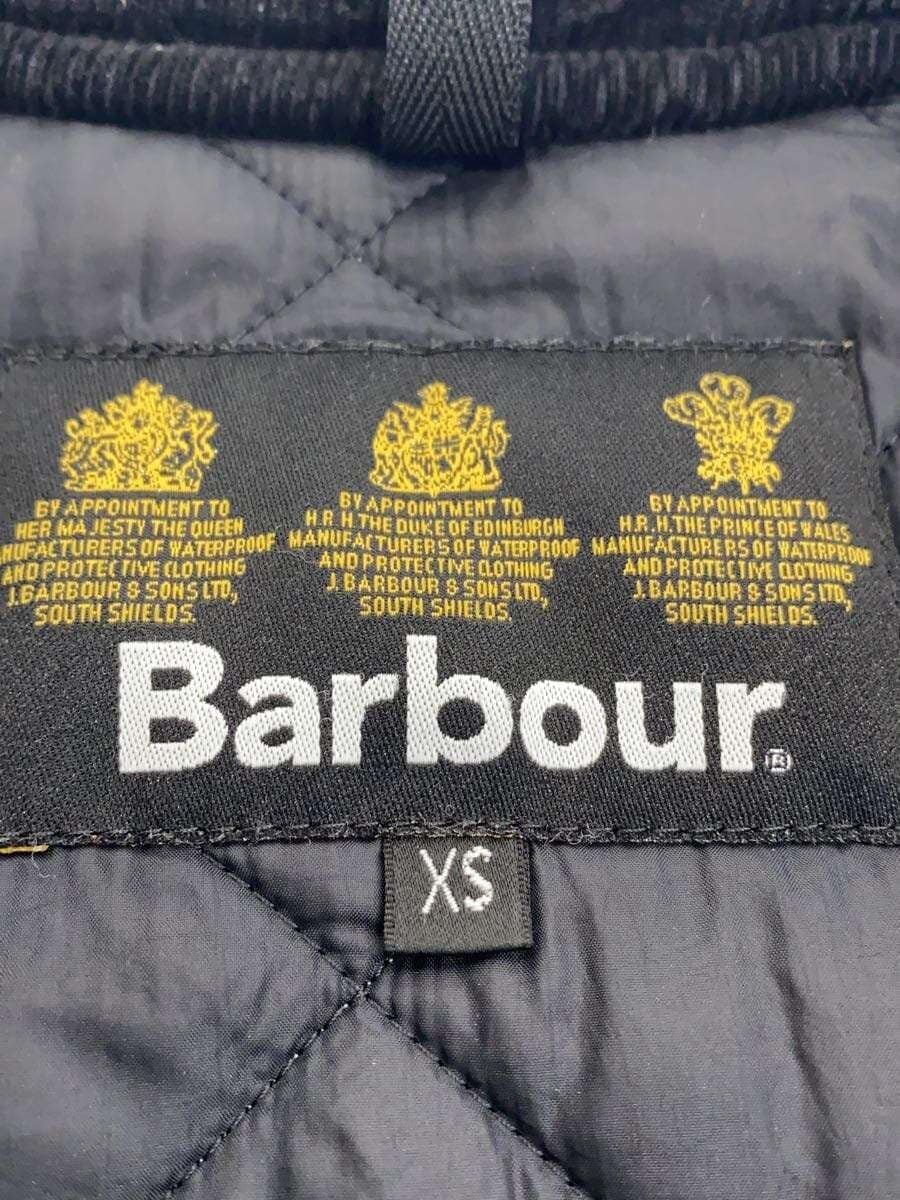 BY APPOINTMENT TO
HER MAJESTY THE QUEEN
MANUFACTURERS OF WATERPROOF
AND PROTECTIVE CLOTHING
J. BARBOUR & SONS LTD,
SOUTH SHIELDS.
BY APPOINTMENT TO
H.R.H. THE DUKE OF EDINBURGH
MANUFACTURERS OF WATERPROOF
AND PROTECTIVE CLOTHING
J. BARBOUR & SONS LTD,
SOUTH SHIELDS.
BY APPOINTMENT TO
H.R.H. THE PRINCE OF WALES
MANUFACTURERS OF WATERPROOF
AND PROTECTIVE CLOTHING
J. BARBOUR & SONS LTD,
SOUTH SHIELDS.
Barbour®
XS